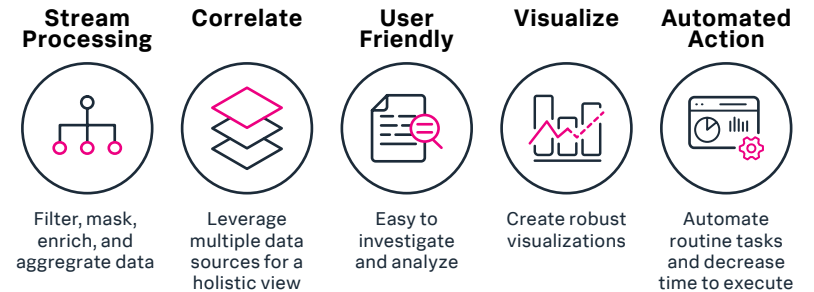 Stream
Processing
Correlate
User
Friendly
Visualize
Automated
Action
Filter, mask,
enrich, and
aggregrate data
Leverage
multiple data
sources for a
holistic view
Easy to
investigate
and analyze
Create robust
visualizations
Automate
routine tasks
and decrease
time to execute